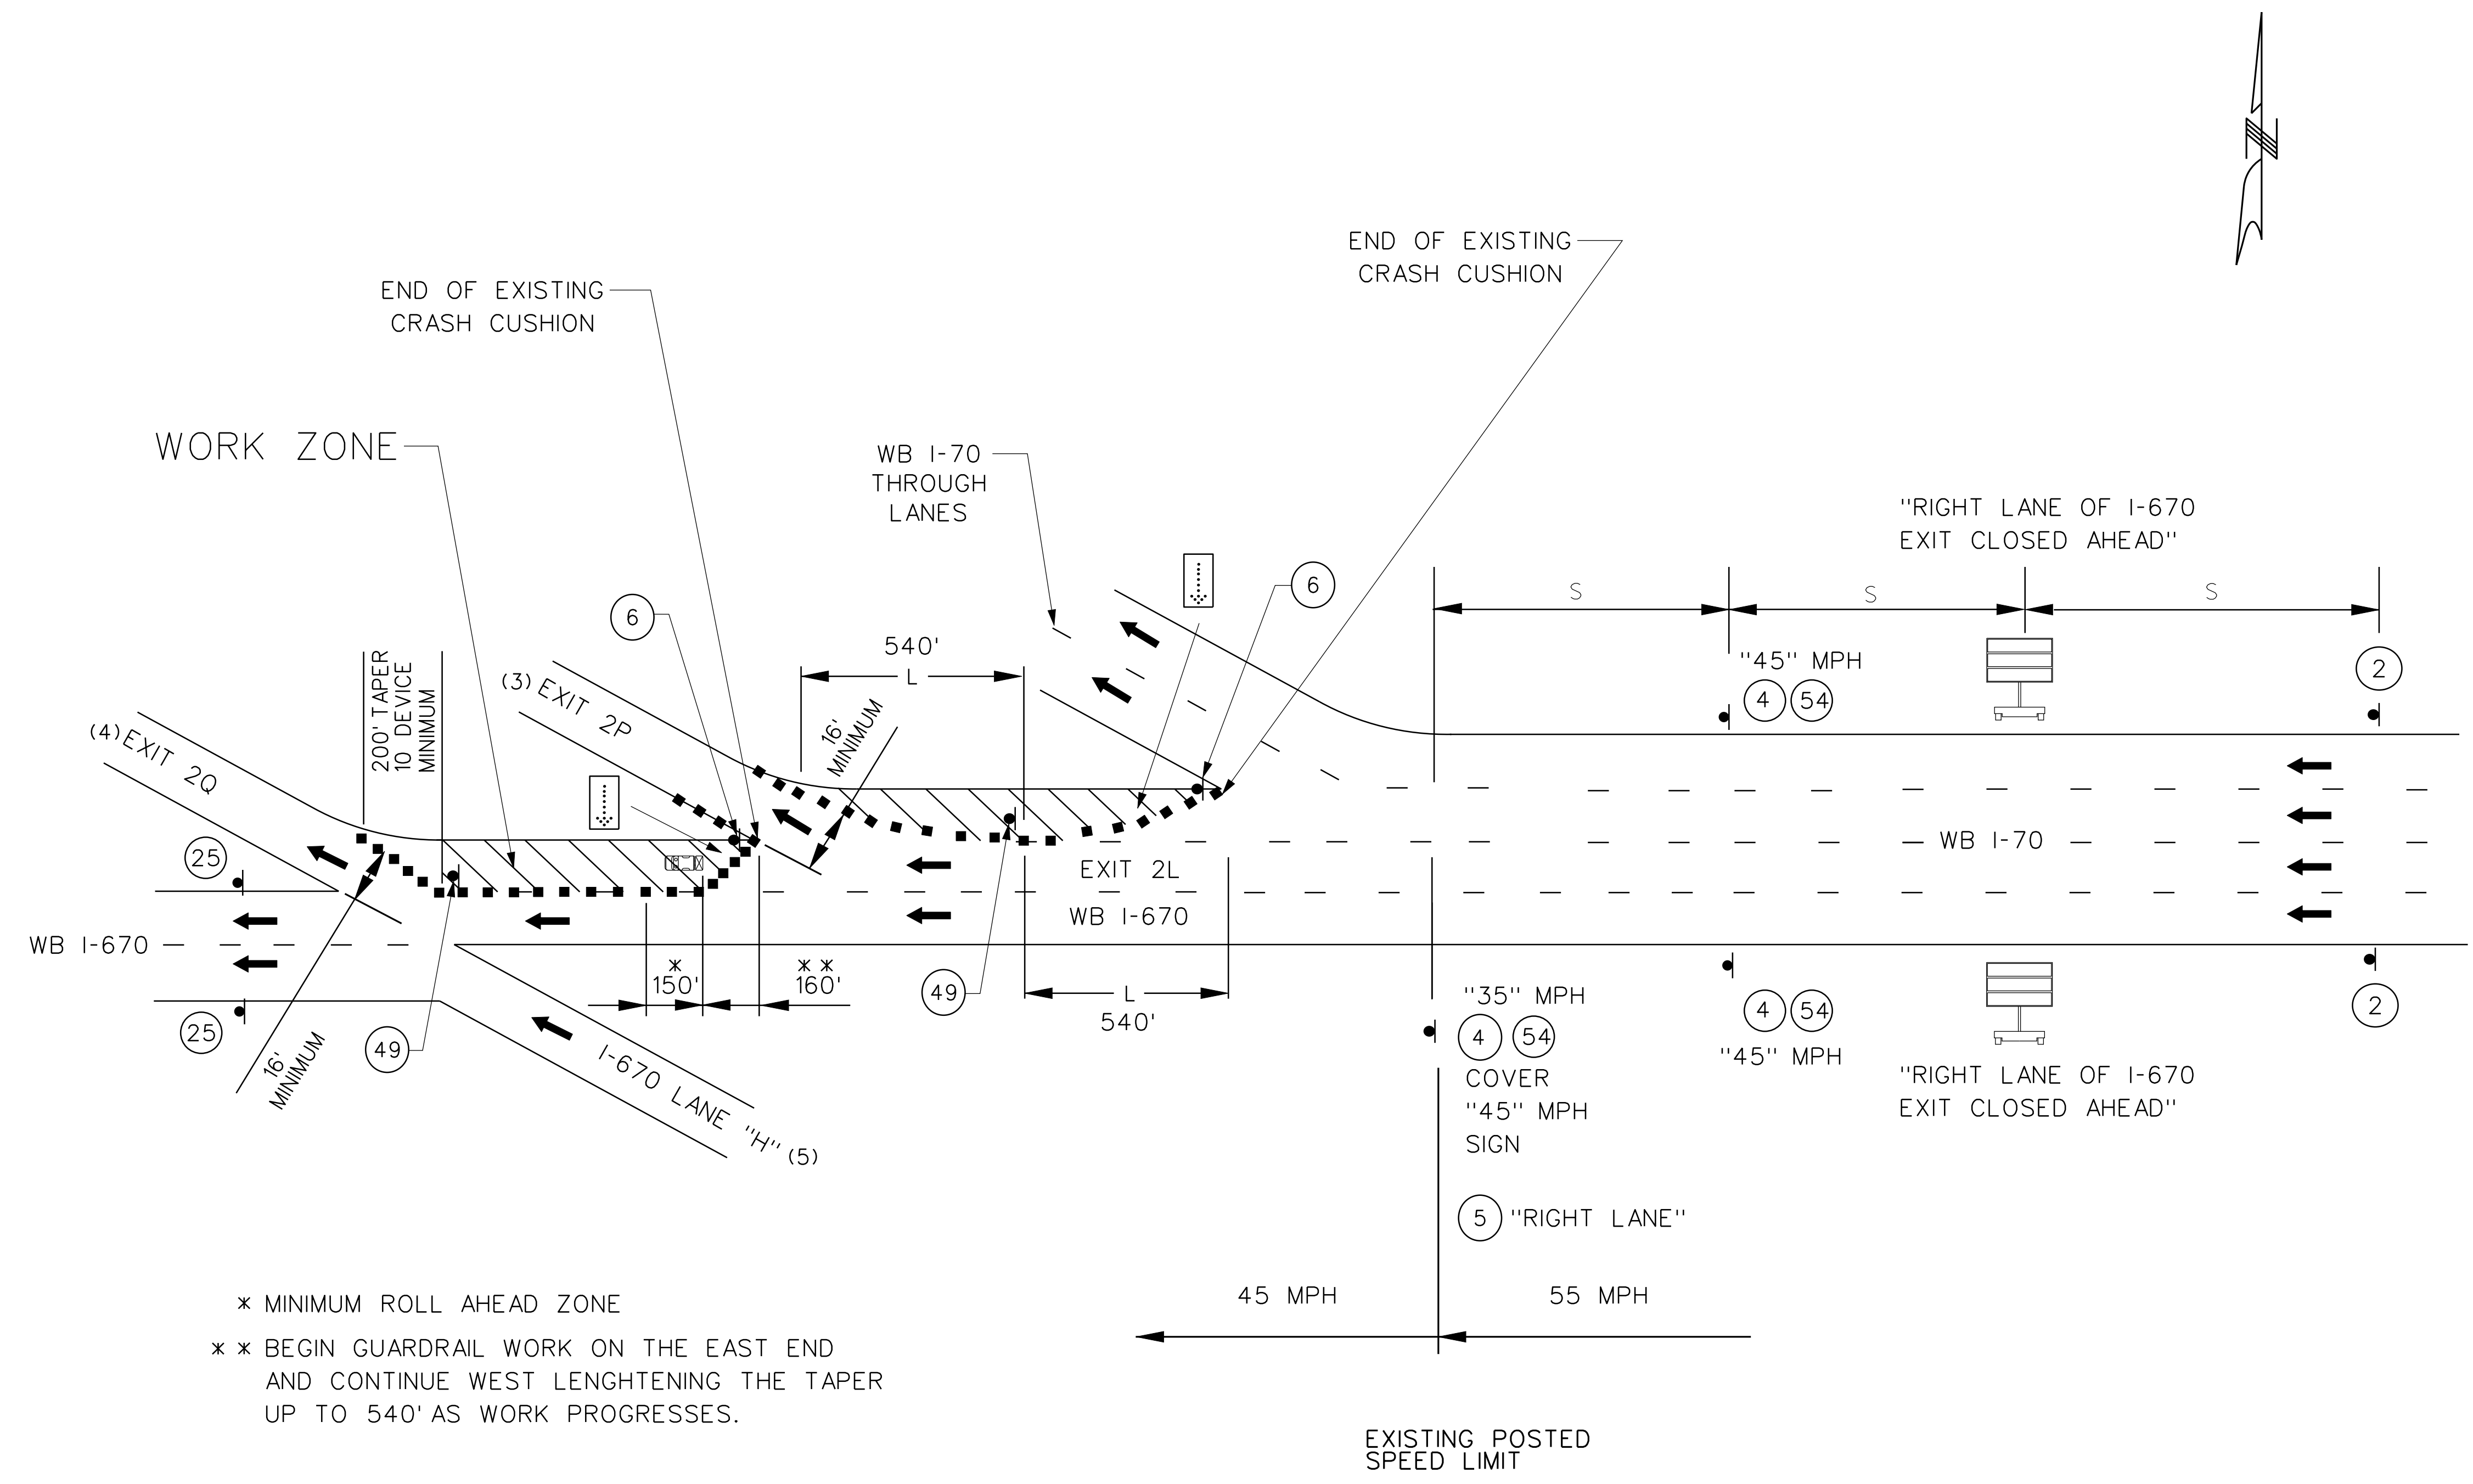 N
END OF EXISTING
CRASH CUSHION
END OF EXISTING
CRASH CUSHION
WORK ZONE
WB I-70
THROUGH
LANES
"RIGHT LANE OF I-670
EXIT CLOSED AHEAD"
6
6
S
S
S
540'
L
200' TAPER
10 DEVICE
MINIMUM
(3) EXIT 2P
16'
MINIMUM
"45" MPH
4
54
2
(4) EXIT 2Q
25
EXIT 2L
WB I-70
WB I-670
WB I-670
*
150'
* *
160'
49
L
540'
"35" MPH
4
54
COVER
"45" MPH
SIGN
4
54
"45" MPH
2
25
16'
MINIMUM
49
I-670 LANE "H" (5)
"RIGHT LANE OF I-670
EXIT CLOSED AHEAD"
5
"RIGHT LANE"
45 MPH
55 MPH
* MINIMUM ROLL AHEAD ZONE
* * BEGIN GUARDRAIL WORK ON THE EAST END
AND CONTINUE WEST LENGHTENING THE TAPER
UP TO 540' AS WORK PROGRESSES.
EXISTING POSTED
SPEED LIMIT